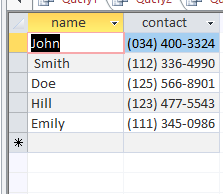 name contact
John (034) 400-3324
Smith (112) 336-4990
Doe (125) 566-8901
Hill (123) 477-5543
Emily (111) 345-0986